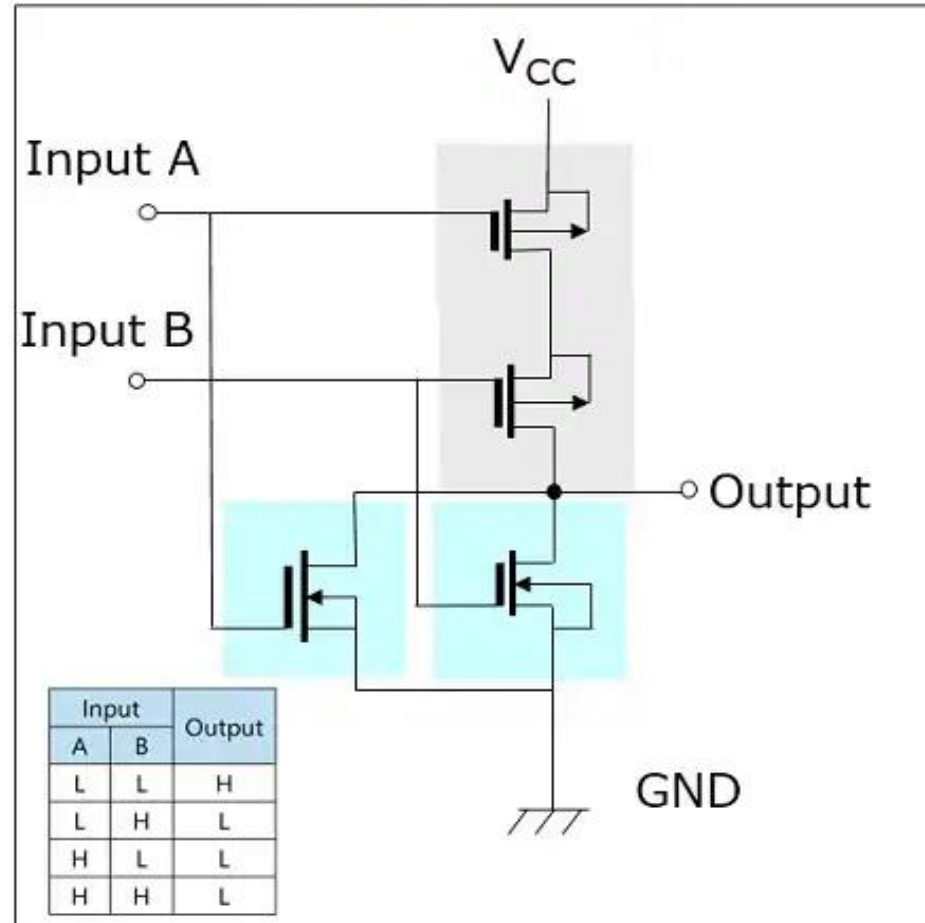 VCC
Input A
Input B
Output
GND
Input Output
A B
L L H
L H L
H L L
H H L